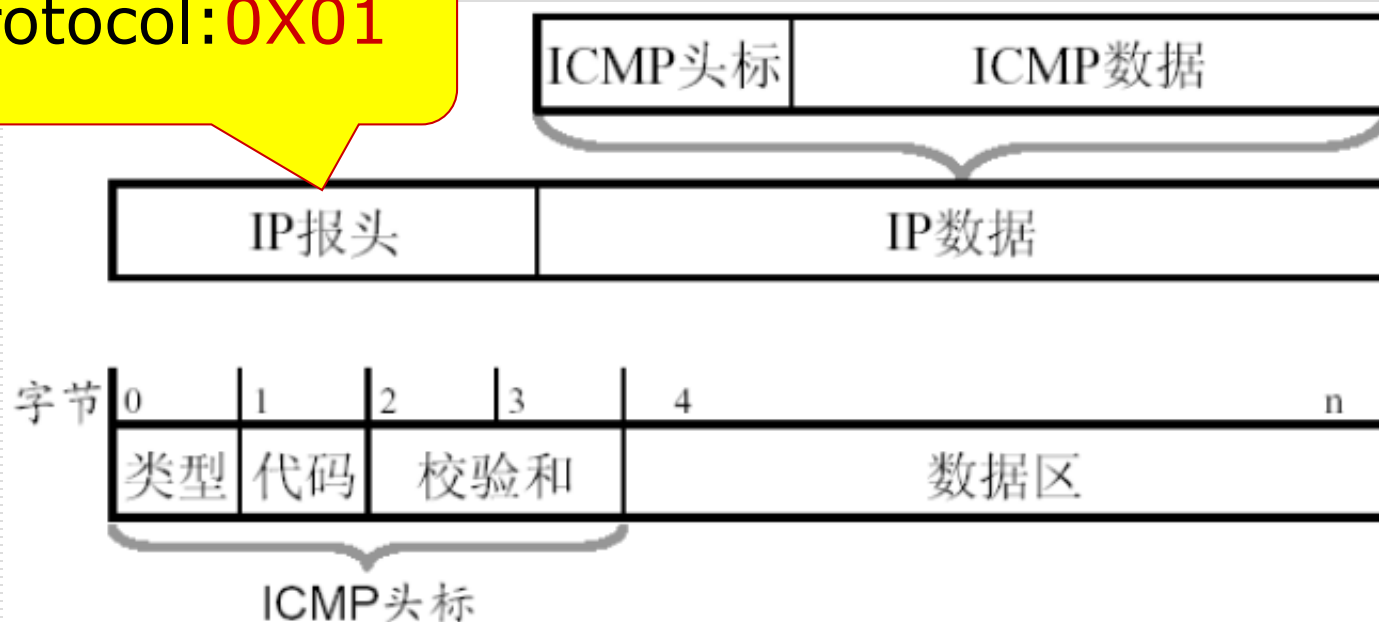 rotocol:0X01
ICMP头标 ICMP数据
IP报头 IP数据
字节 0 1 2 3 4 n
类型 代码 校验和 数据区
ICMP头标